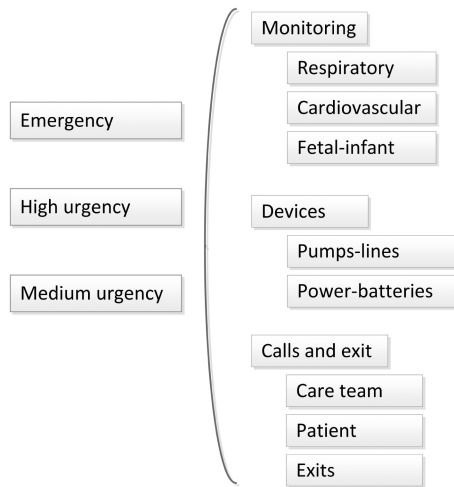 Emergency
High urgency
Medium urgency
Monitoring
Respiratory
Cardiovascular
Fetal-infant
Devices
Pumps-lines
Power-batteries
Calls and exit
Care team
Patient
Exits